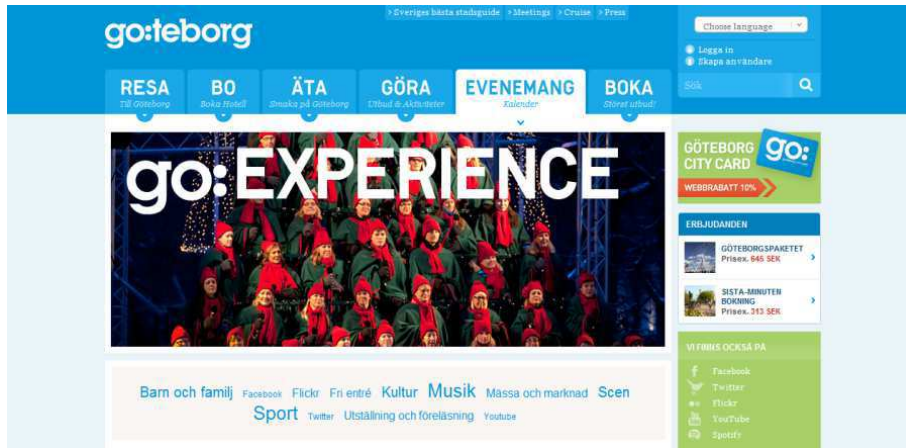 > Sveriges bästa stadsguide > Meetings > Cruise > Press
go:teborg
Choose language
Logga in
Skapa användare
RESA BO ÄTA GÖRA EVENEMANG BOKA
Till Göteborg Boka Hotell Smaka på Göteborg Utbud & Aktiviteter Kalender Störst utbud!
Sök
go:EXPERIENCE
GÖTEBORG
CITY CARD
go:
WEBBRABATT 10%
ERBJUDANDEN
GÖTEBORGSPAKETET
Prisex. 645 SEK
SISTA-MINUTEN
BOKNING
Prisex. 313 SEK
VI FINNS OCKSÅ PÅ
Facebook
Twitter
Flickr
YouTube
Spotify
Barn och familj Facebook Flickr Fri entré Kultur Musik Mässa och marknad Scen
Sport Twitter Utställning och föreläsning Youtube